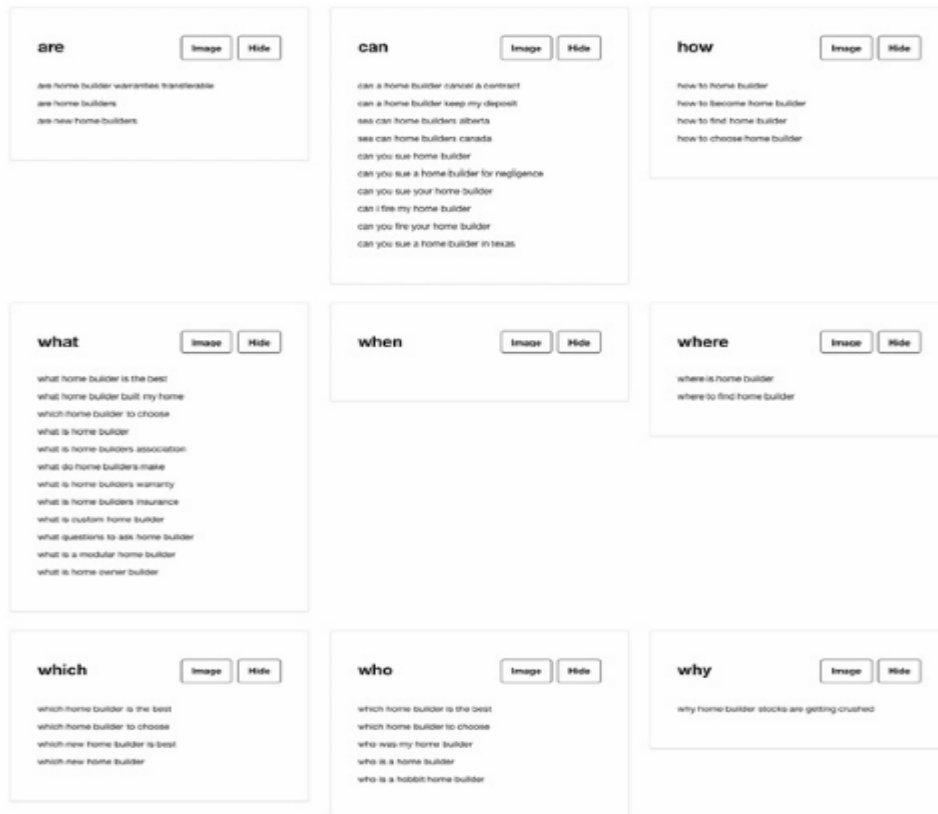 are
Image Hide
are home builder warranties transferable
are home builders
are new home builders
can
Image Hide
can a home builder cancel a contract
can a home builder keep my deposit
sea can home builders alberta
sea can home builders canada
can you sue home builder
can you sue a home builder for negligence
can you sue your home builder
can i fire my home builder
can you fire your home builder
can you sue a home builder in texas
how
Image Hide
how to home builder
how to become home builder
how to find home builder
how to choose home builder
what
Image Hide
what home builder is the best
what home builder built my home
which home builder to choose
what is home builder
what is home builders association
what do home builders make
what is home builders warranty
what is home builders insurance
what is custom home builder
what questions to ask home builder
what is a modular home builder
what is home owner builder
when
Image Hide
where
Image Hide
where is home builder
where to find home builder
which
Image Hide
which home builder is the best
which home builder to choose
which new home builder is best
which new home builder
who
Image Hide
which home builder is the best
which home builder to choose
who was my home builder
who is a home builder
who is a hobbit home builder
why
Image Hide
why home builder stocks are getting crushed